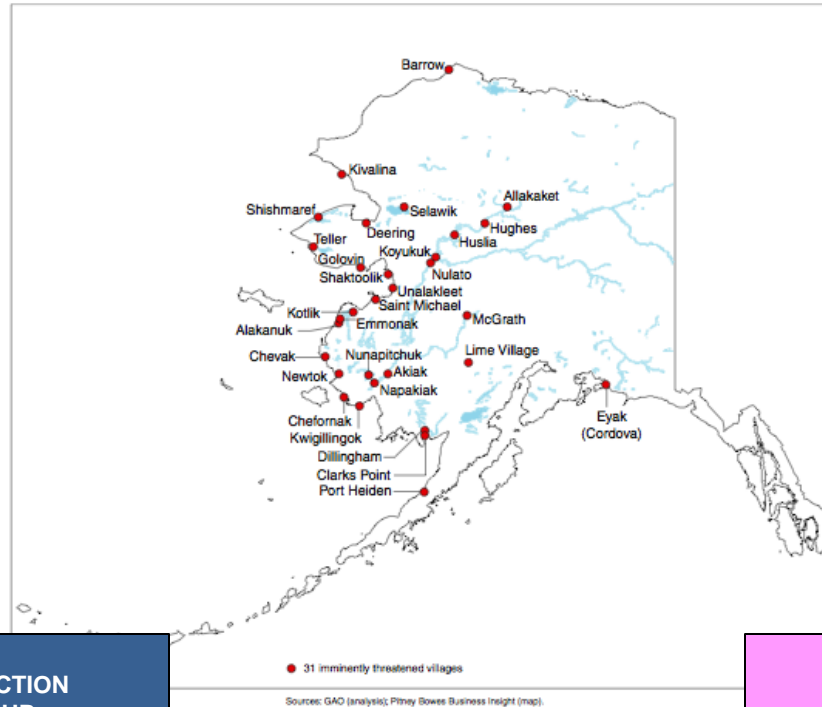 Barrow
Kivalina
Allakaket
Shishmaref
Selawik
Hughes
Deering
Huslia
Teller
Koyukuk
Golovin
Nulato
Shaktoolik
Unalakleet
Saint Michael
Kotlik
McGrath
Emmonak
Alakanuk
Lime Village
Nunapitchuk
Chevak
Akiak
Newtok
Napakiak
Chefornak
Eyak
(Cordova)
Kwigillingok
Dillingham
Clarks Point
Port Heiden
31 imminently threatened villages
CTION
Sources: GAO (analysis); Pitney Bowes Business Insight (map).